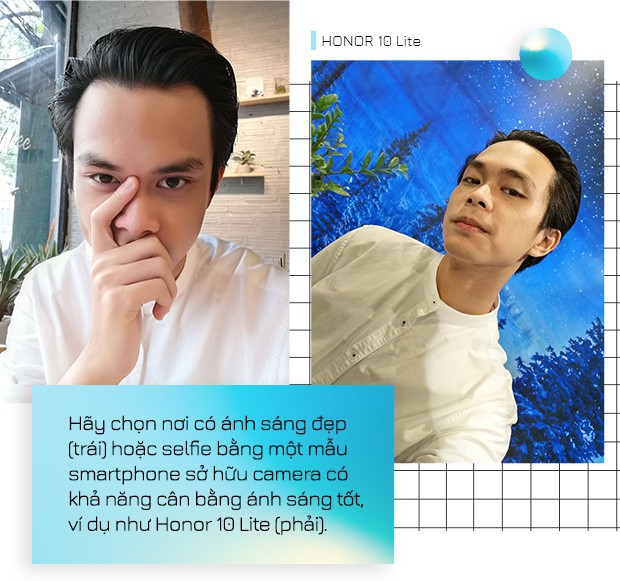 HONOR 10 Lite
Hãy chọn nơi có ánh sáng đẹp
(trái) hoặc selfie bằng một mẫu
smartphone sở hữu camera có
khả năng cân bằng ánh sáng tốt,
ví dụ như Honor 10 Lite (phải).